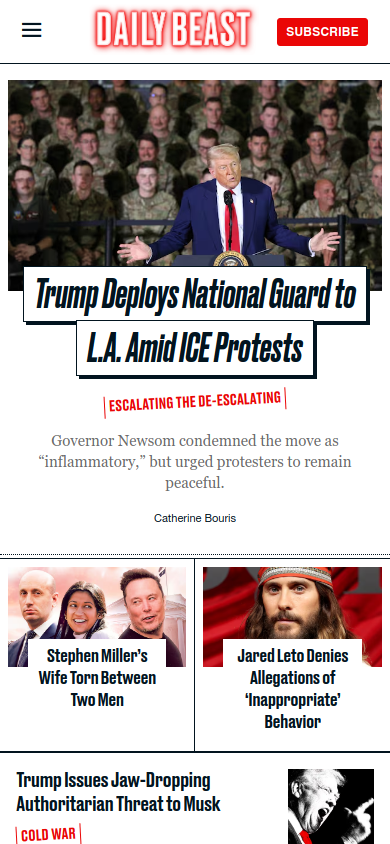 DAILY BEAST
SUBSCRIBE
Trump Deploys National Guard to
L.A. Amid ICE Protests
ESCALATING THE DE-ESCALATING
Governor Newsom condemned the move as
“inflammatory,” but urged protesters to remain
peaceful.
Catherine Bouris
Stephen Miller’s
Wife Torn Between
Two Men
Jared Leto Denies
Allegations of
‘Inappropriate’
Behavior
Trump Issues Jaw-Dropping
Authoritarian Threat to Musk
COLD WAR